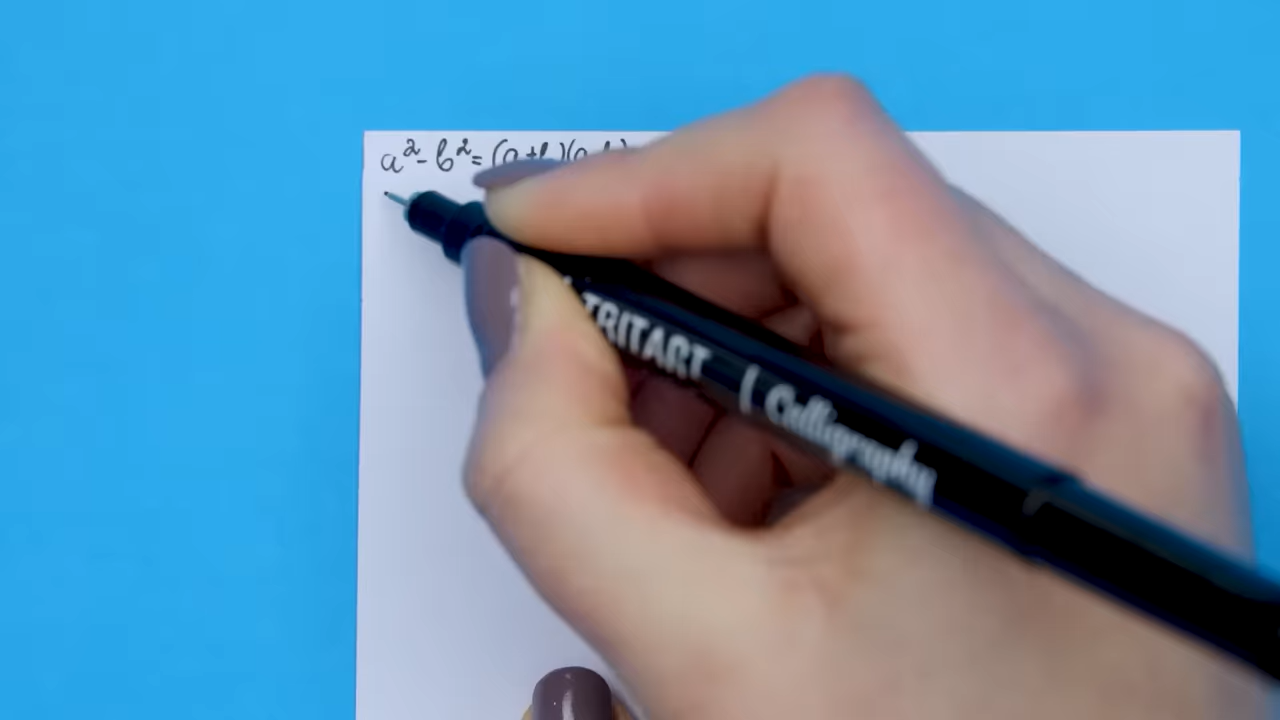 a² - b² = (a+b)(a-b)
TRITART | Calligraphy